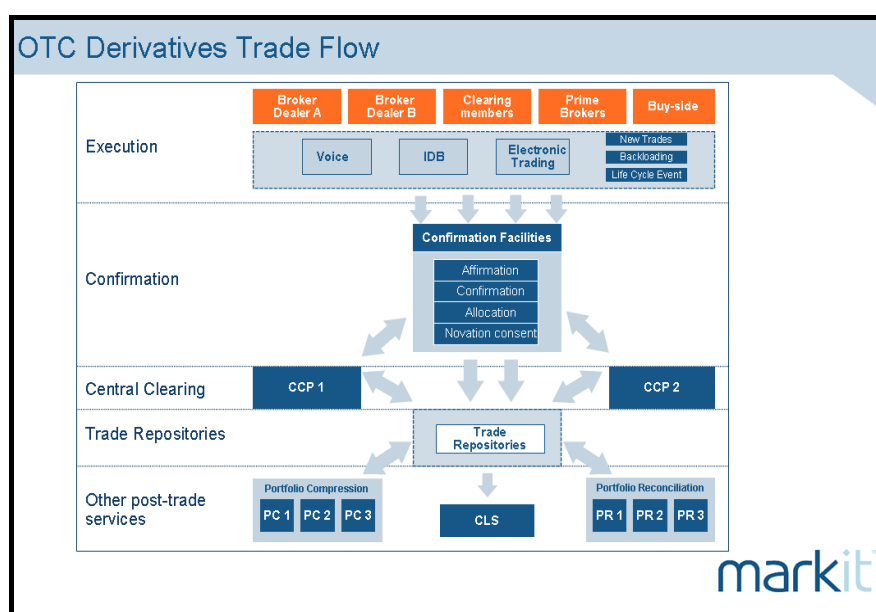 OTC Derivatives Trade Flow
Execution
Broker
Dealer A
Broker
Dealer B
Clearing
members
Prime
Brokers
Buy-side
Voice
IDB
Electronic
Trading
New Trades
Backloading
Life Cycle Event
Confirmation
Confirmation Facilities
Affirmation
Confirmation
Allocation
Novation consent
Central Clearing
CCP 1
CCP 2
Trade Repositories
Trade
Repositories
Other post-trade
services
Portfolio Compression
PC 1
PC 2
PC 3
CLS
Portfolio Reconciliation
PR 1
PR 2
PR 3
markit